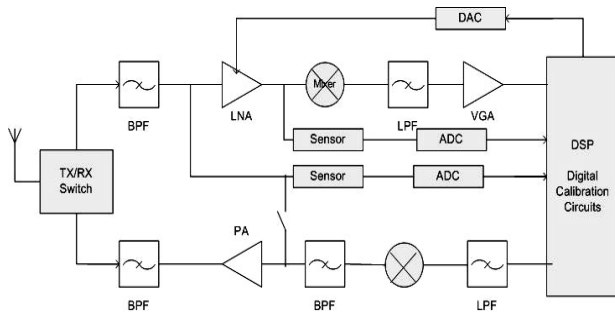 DAC
Mixer
BPF
LNA
LPF
VGA
Sensor
ADC
DSP
TX/RX
Switch
Sensor
ADC
Digital
Calibration
Circuits
PA
BPF
BPF
LPF